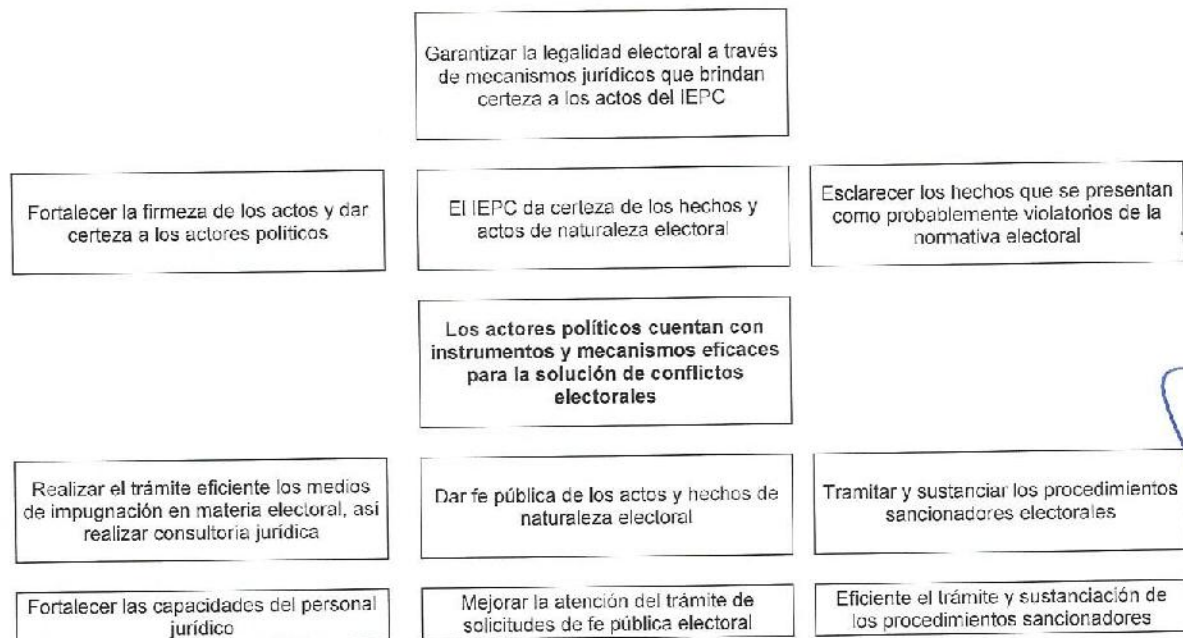 Garantizar la legalidad electoral a través
de mecanismos jurídicos que brindan
certeza a los actos del IEPC
Fortalecer la firmeza de los actos y dar
certeza a los actores políticos
El IEPC da certeza de los hechos y
actos de naturaleza electoral
Esclarecer los hechos que se presentan
como probablemente violatorios de la
normativa electoral
Los actores políticos cuentan con
instrumentos y mecanismos eficaces
para la solución de conflictos
electorales
Realizar el trámite eficiente los medios
de impugnación en materia electoral, así
realizar consultoría jurídica
Dar fe pública de los actos y hechos de
naturaleza electoral
Tramitar y sustanciar los procedimientos
sancionadores electorales
Fortalecer las capacidades del personal
jurídico
Mejorar la atención del trámite de
solicitudes de fe pública electoral
Eficiente el trámite y sustanciación de
los procedimientos sancionadores